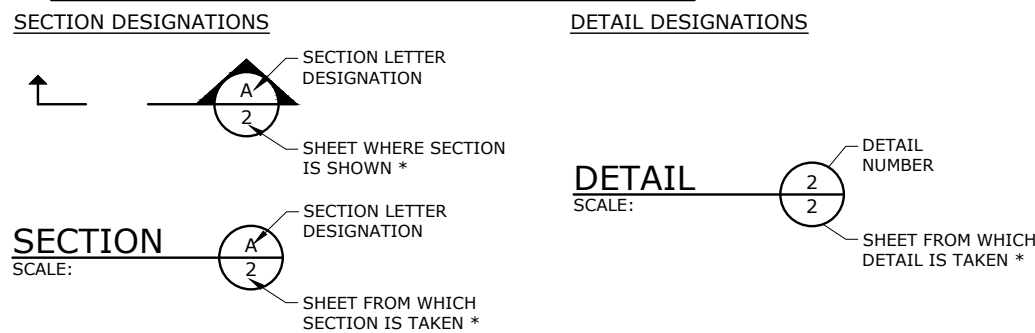 SECTION DESIGNATIONS
SECTION LETTER
DESIGNATION
A
2
SHEET WHERE SECTION
IS SHOWN *
SECTION
SCALE:
SECTION LETTER
DESIGNATION
A
2
SHEET FROM WHICH
SECTION IS TAKEN *
DETAIL DESIGNATIONS
DETAIL
SCALE:
DETAIL
NUMBER
2
2
SHEET FROM WHICH
DETAIL IS TAKEN *